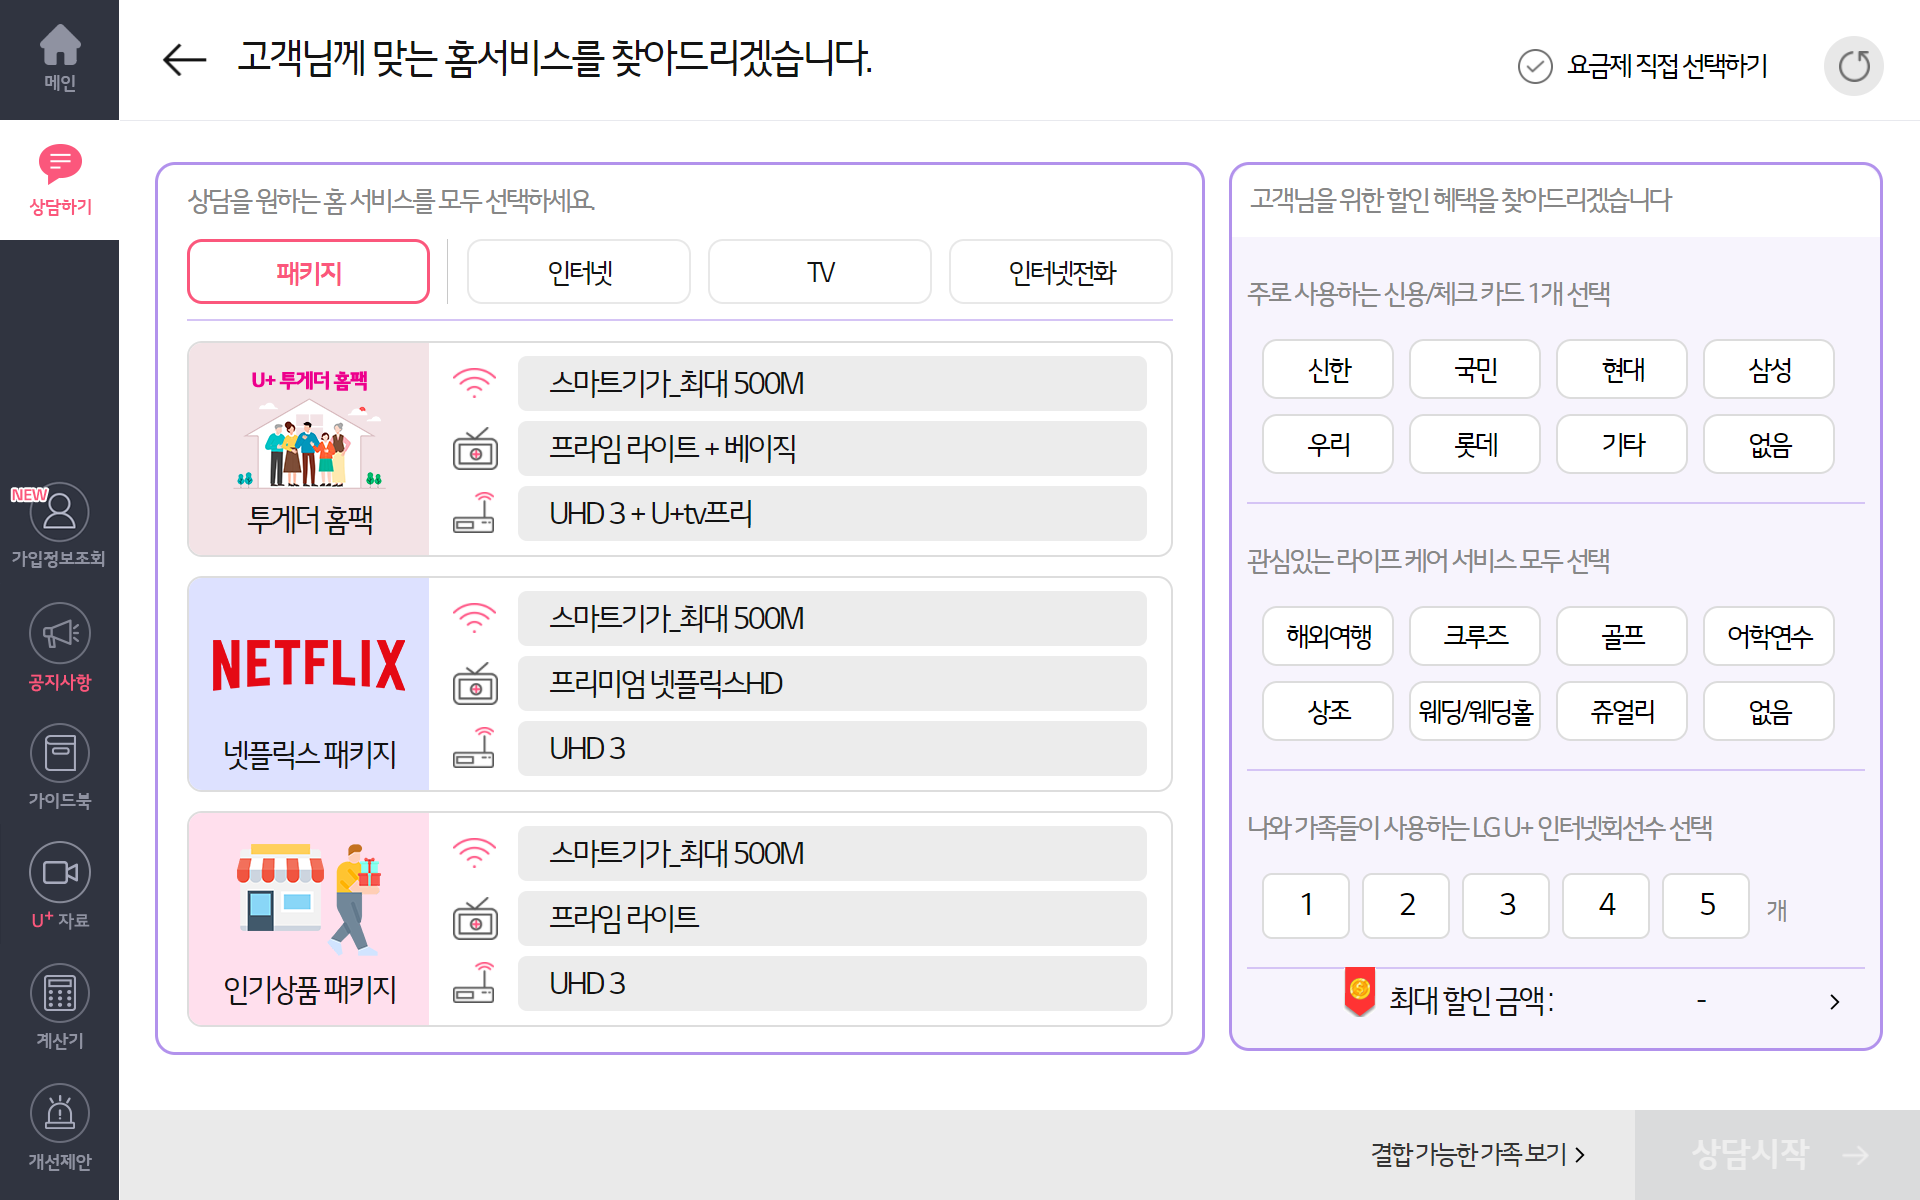 메인
상담하기
NEW
가입정보조회
공지사항
가이드북
U+ 자료
계산기
개선제안
고객님께 맞는 홈서비스를 찾아드리겠습니다.
요금제 직접 선택하기
상담을 원하는 홈 서비스를 모두 선택하세요.
패키지
인터넷
TV
인터넷전화
U+ 투게더 홈팩
투게더 홈팩
스마트기가_최대 500M
프라임 라이트 + 베이직
UHD 3 + U+tv프리
NETFLIX
넷플릭스 패키지
스마트기가_최대 500M
프리미엄 넷플릭스HD
UHD 3
인기상품 패키지
스마트기가_최대 500M
프라임 라이트
UHD 3
고객님을 위한 할인 혜택을 찾아드리겠습니다
주로 사용하는 신용/체크 카드 1개 선택
신한
국민
현대
삼성
우리
롯데
기타
없음
관심있는 라이프 케어 서비스 모두 선택
해외여행
크루즈
골프
어학연수
상조
웨딩/웨딩홀
쥬얼리
없음
나와 가족들이 사용하는 LG U+ 인터넷회선수 선택
1
2
3
4
5
개
최대 할인 금액 :
-
결합 가능한 가족 보기
상담시작